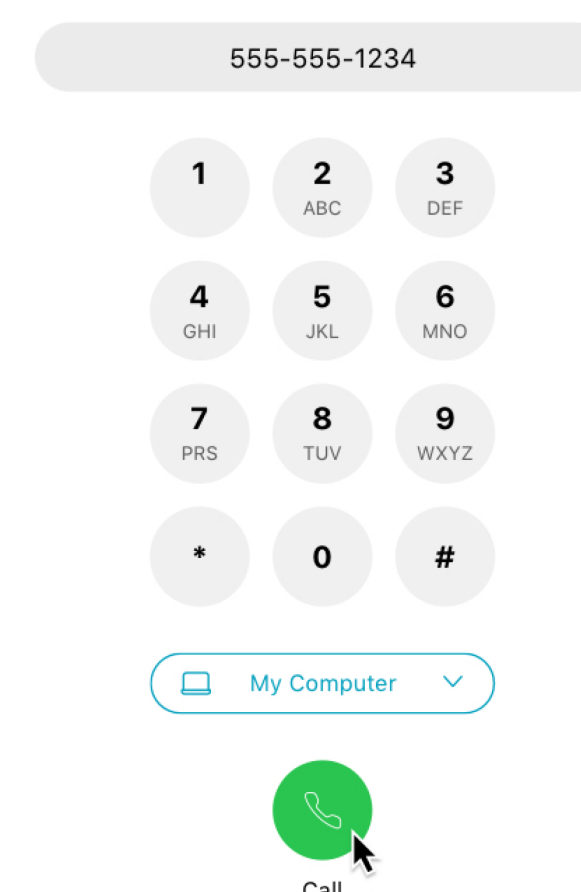 555-555-1234
1 2 3
ABC DEF
4 5 6
GHI JKL MNO
7 8 9
PRS TUV WXYZ
* 0 #
My Computer
Call